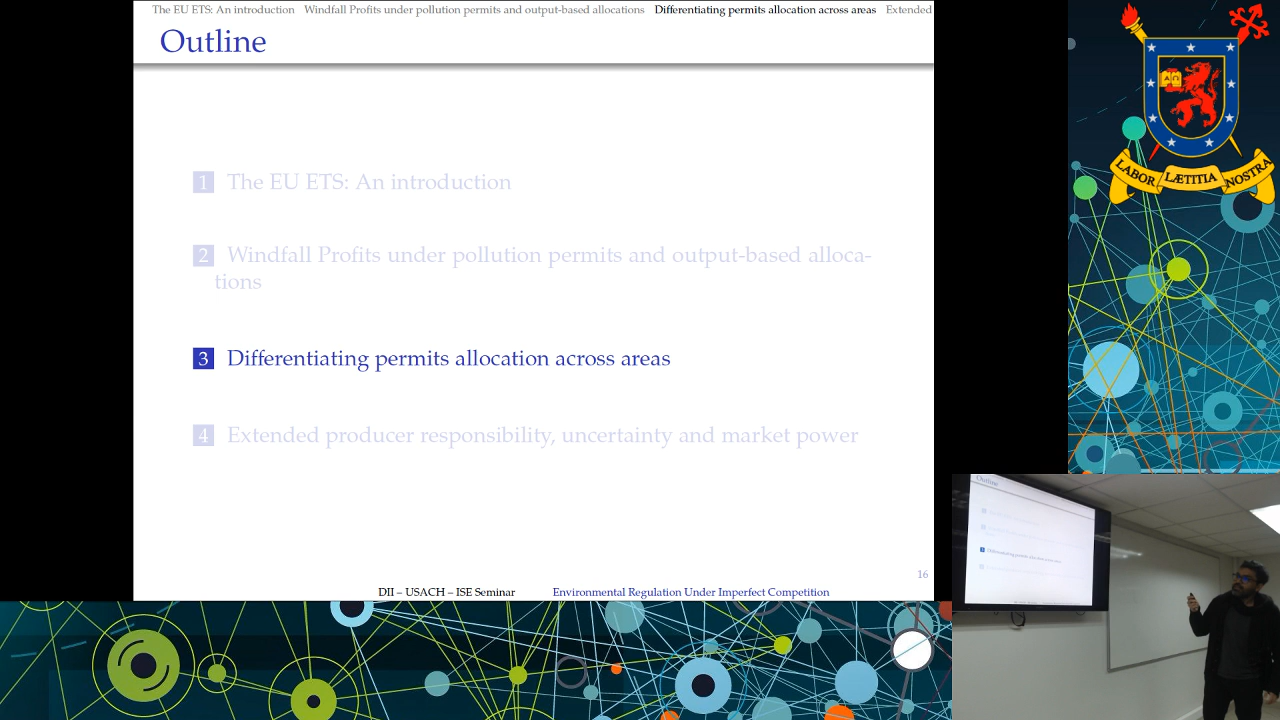 The EU ETS: An introduction Windfall Profits under pollution permits and output-based allocations Differentiating permits allocation across areas Extended
Outline
1 The EU ETS: An introduction
2 Windfall Profits under pollution permits and output-based alloca-
tions
3 Differentiating permits allocation across areas
4 Extended producer responsibility, uncertainty and market power
16
DII – USACH – ISE Seminar Environmental Regulation Under Imperfect Competition
LABOR LÆTITIA NOSTRA
Outline